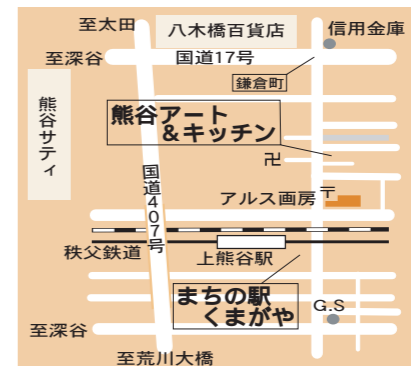 至太田
八木橋百貨店
信用金庫
至深谷
国道17号
鎌倉町
熊谷サティ
熊谷アート
&キッチン
卍
国道407号
アルス画房
〒
秩父鉄道
上熊谷駅
まちの駅
くまがや
G.S
至深谷
至荒川大橋